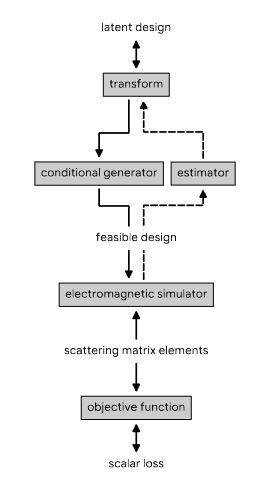 latent design
transform
conditional generator
estimator
feasible design
electromagnetic simulator
scattering matrix elements
objective function
scalar loss